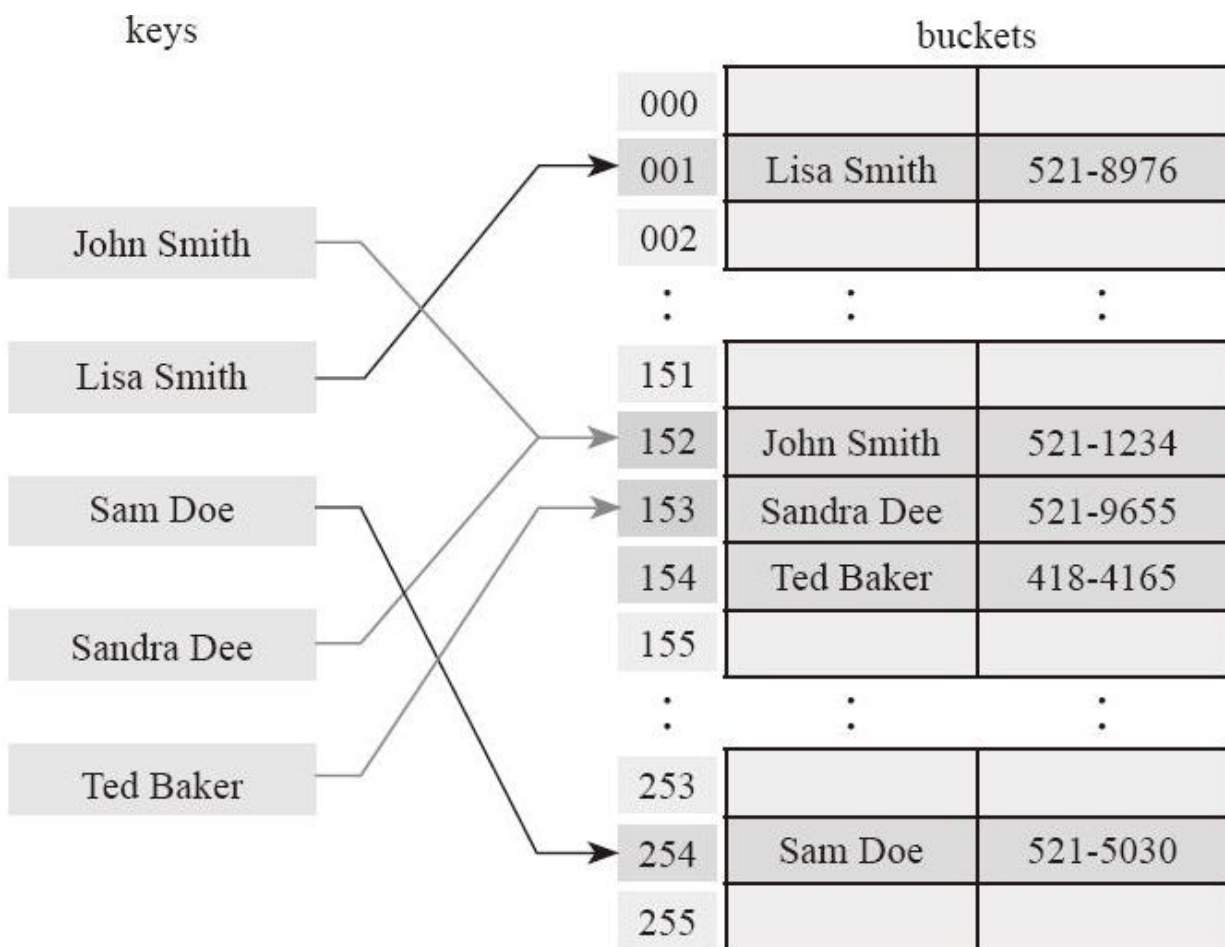 keys
buckets
000
001 Lisa Smith 521-8976
002
: : :
151
152 John Smith 521-1234
153 Sandra Dee 521-9655
154 Ted Baker 418-4165
155
: : :
253
254 Sam Doe 521-5030
255
John Smith
Lisa Smith
Sam Doe
Sandra Dee
Ted Baker